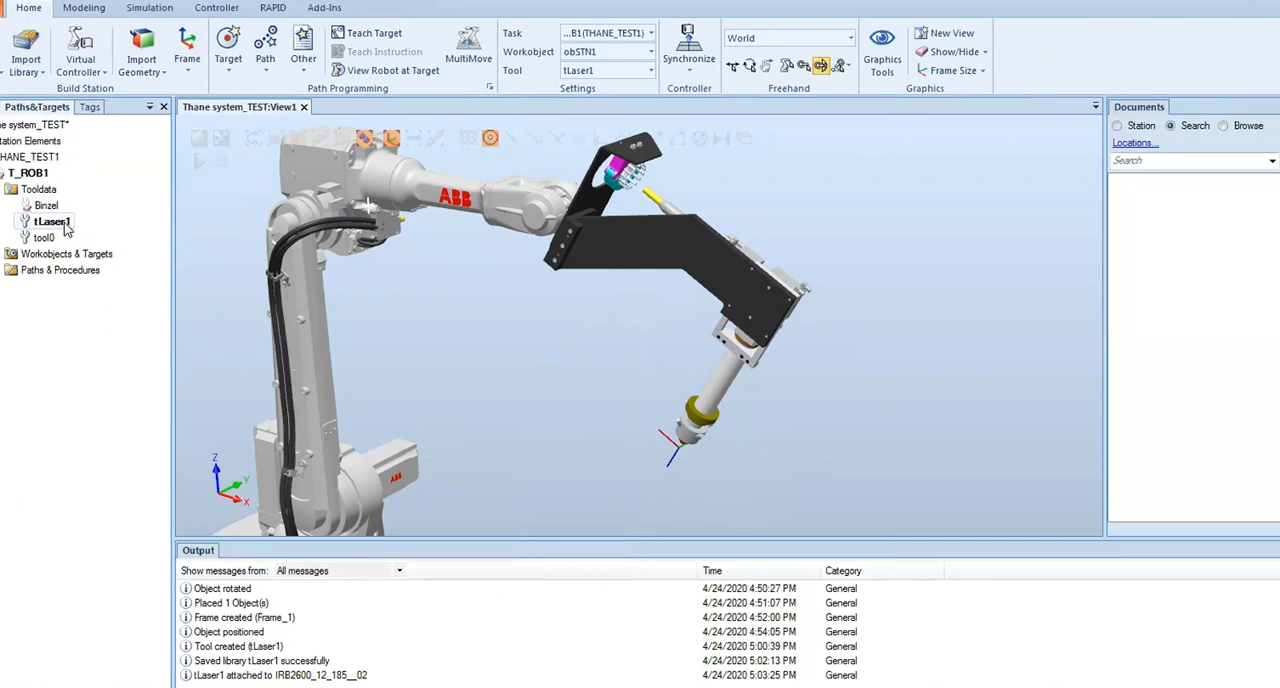 Home Modeling Simulation Controller RAPID Add-Ins
Import Library
Virtual Controller
Import Geometry
Frame
Build Station
Target
Path
Other
Teach Target
Teach Instruction
View Robot at Target
MultiMove
Path Programming
Task ...B1(THANE_TEST1)
Workobject obSTN1
Tool tLaser1
Settings
Synchronize
Controller
World
Freehand
Graphics Tools
New View
Show/Hide
Frame Size
Graphics
Paths&Targets Tags
Thane system_TEST:View1
Documents
ne system_TEST*
tation Elements
HANE_TEST1
T_ROB1
Tooldata
Binzel
tLaser1
tool0
Workobjects & Targets
Paths & Procedures
Station Search Browse
Locations...
Search
ABB
ABB
Z
Y
X
Output
Show messages from: All messages Time Category
Object rotated 4/24/2020 4:50:27 PM General
Placed 1 Object(s) 4/24/2020 4:51:07 PM General
Frame created (Frame_1) 4/24/2020 4:52:00 PM General
Object positioned 4/24/2020 4:54:05 PM General
Tool created (tLaser1) 4/24/2020 5:00:39 PM General
Saved library tLaser1 successfully 4/24/2020 5:02:13 PM General
tLaser1 attached to IRB2600_12_185__02 4/24/2020 5:03:25 PM General